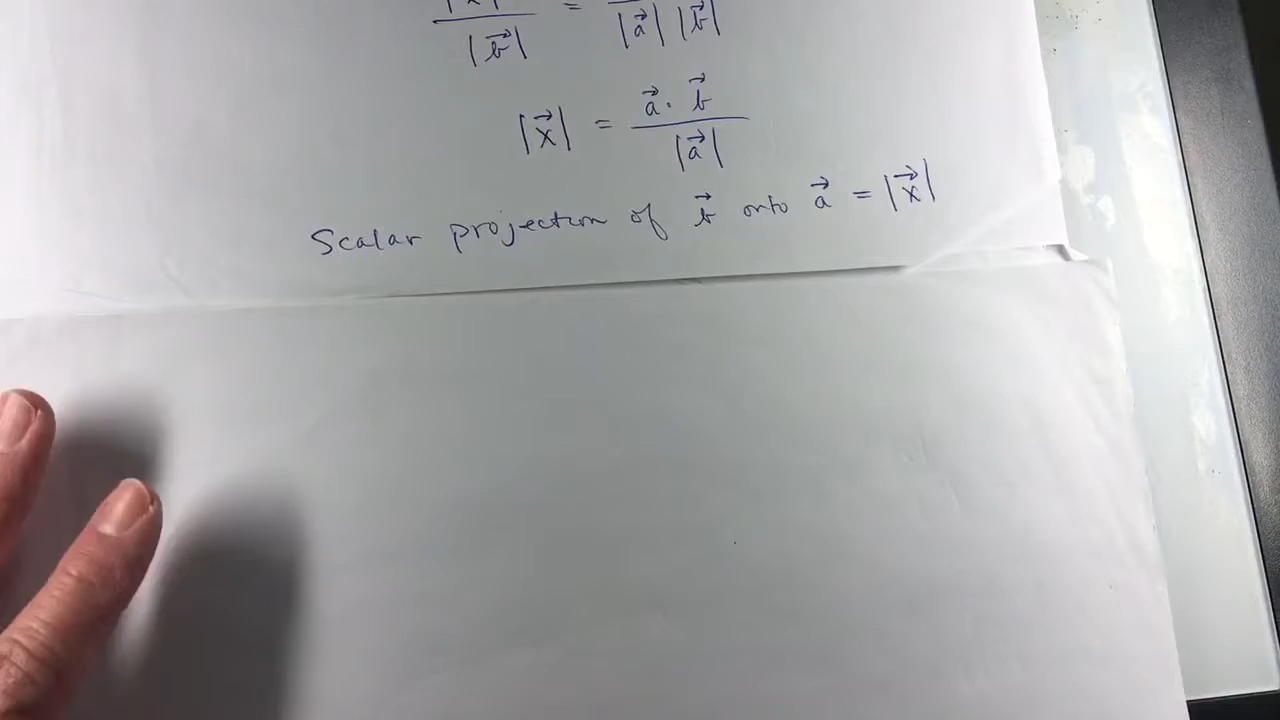 |x⃗| / |b⃗| = / |a⃗| |b⃗|
|x⃗| = a⃗ · b⃗ / |a⃗|
Scalar projection of b⃗ onto a⃗ = |x⃗|